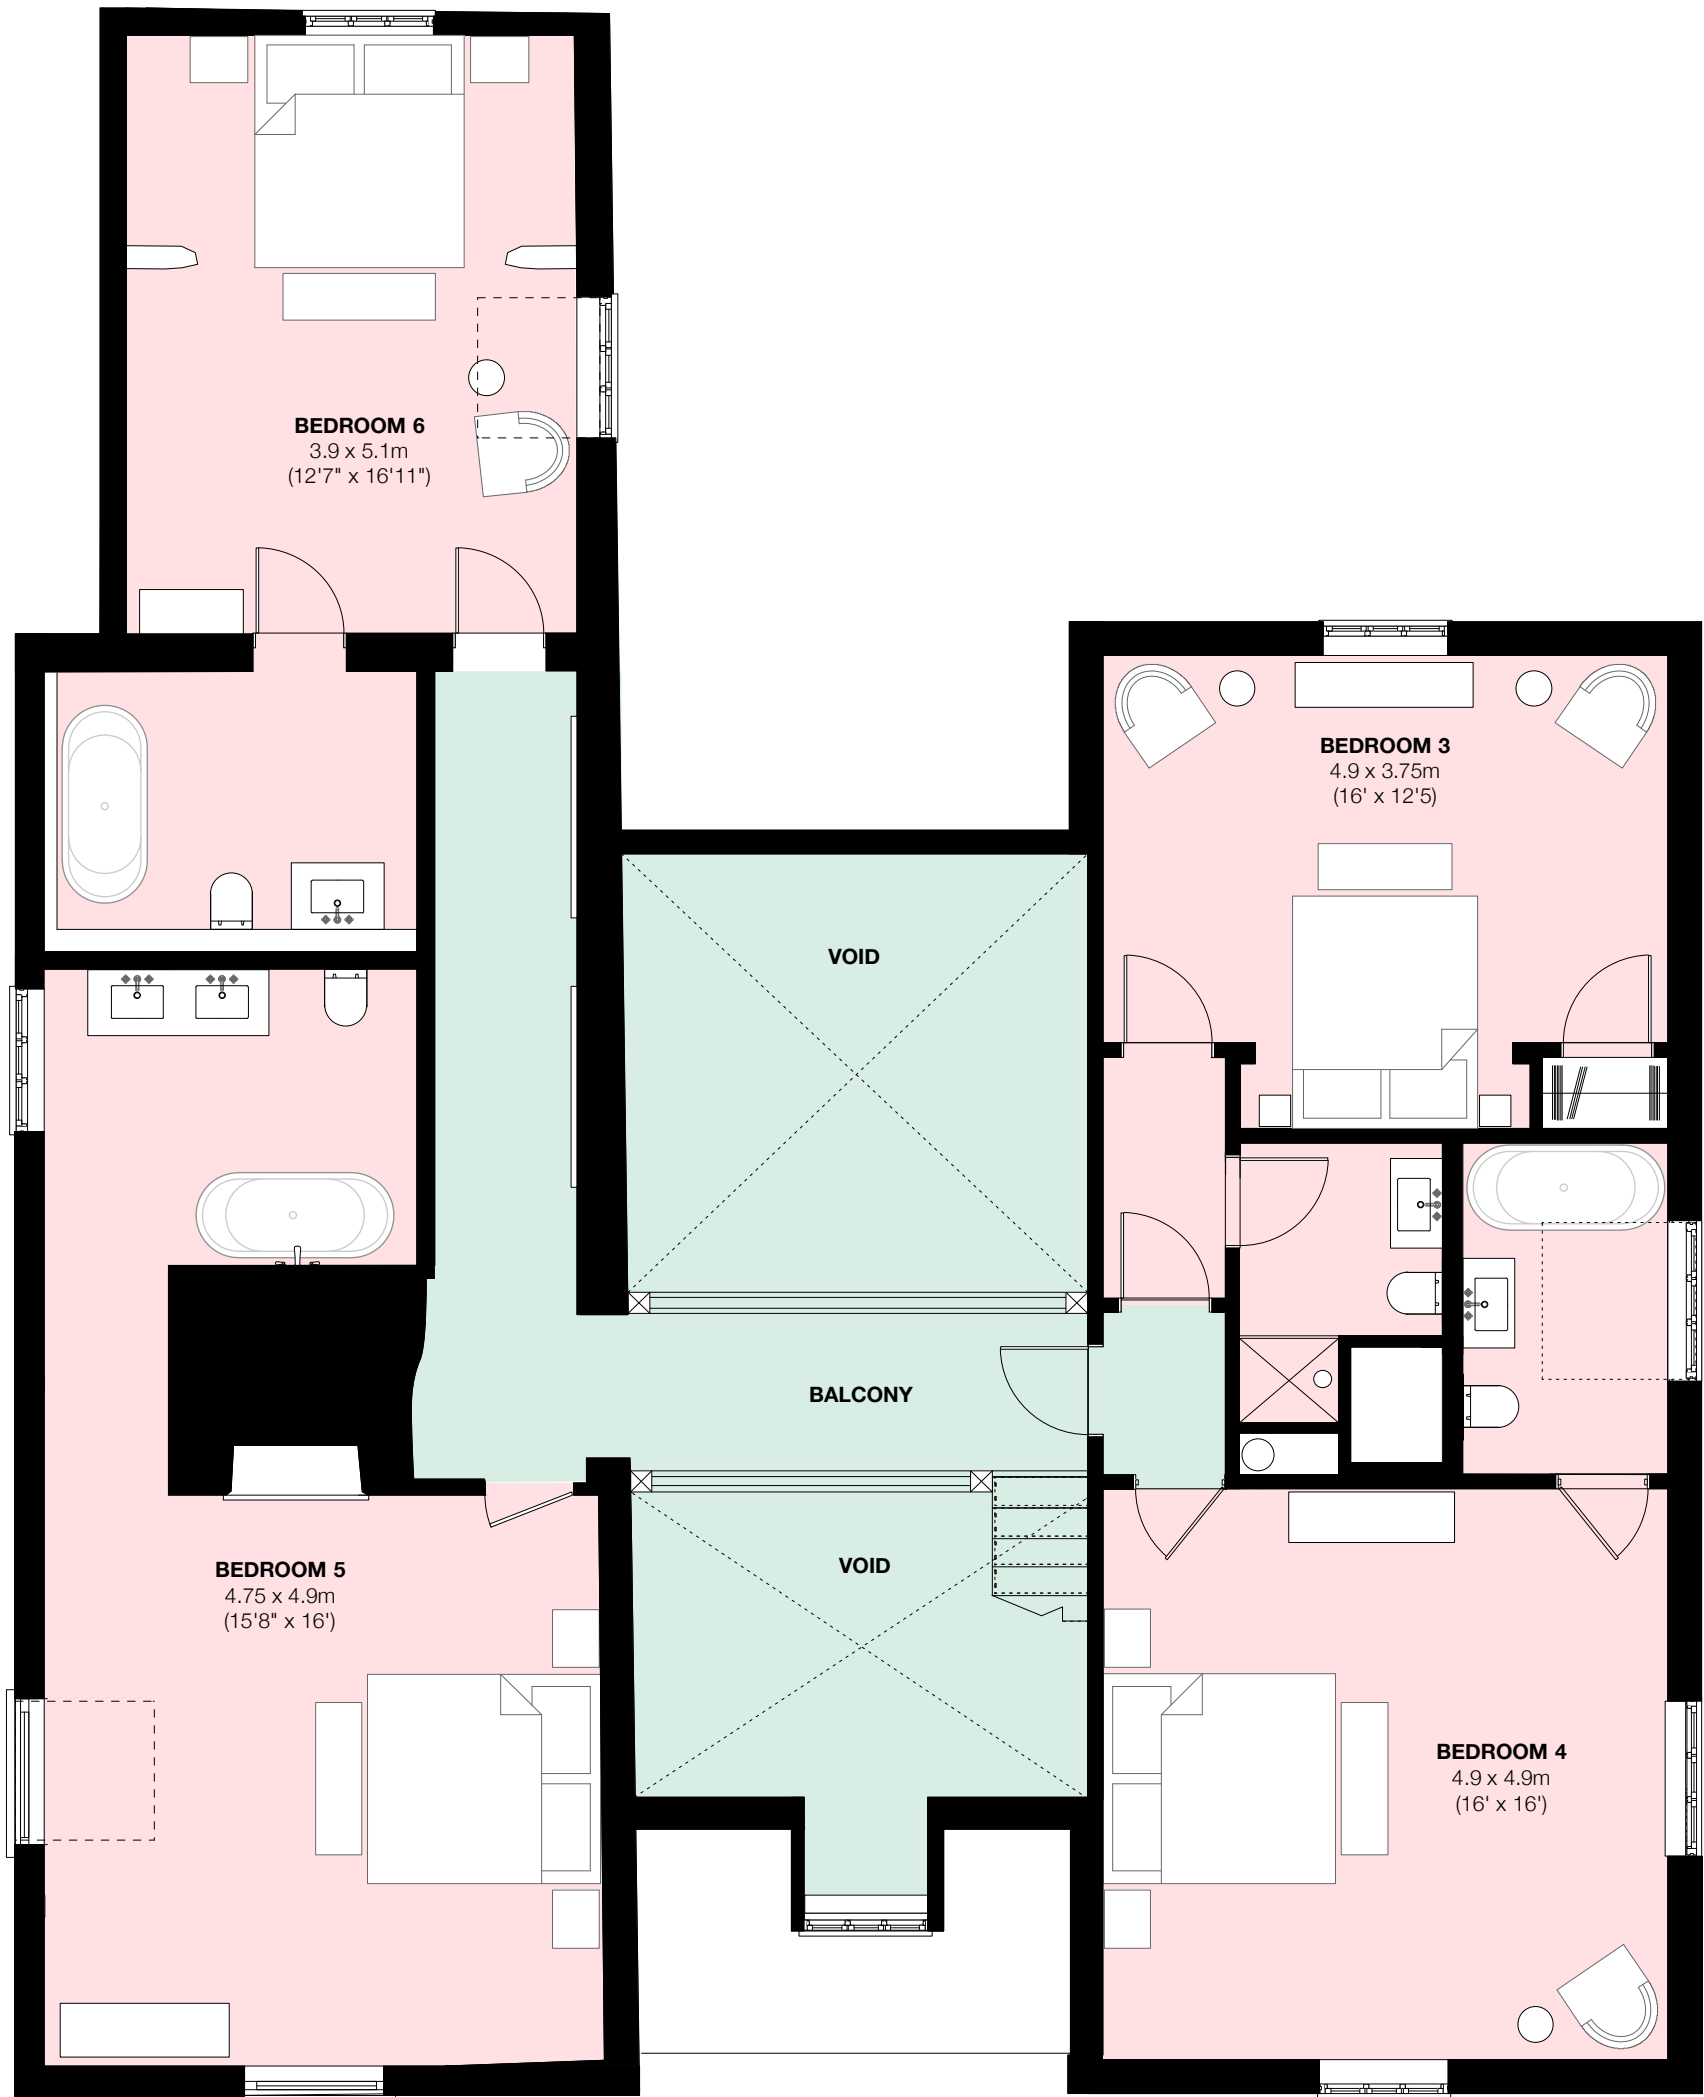 BEDROOM 6
3.9 x 5.1m
(12'7" x 16'11")
BEDROOM 3
4.9 x 3.75m
(16' x 12'5)
VOID
BALCONY
VOID
BEDROOM 5
4.75 x 4.9m
(15'8" x 16')
BEDROOM 4
4.9 x 4.9m
(16' x 16')